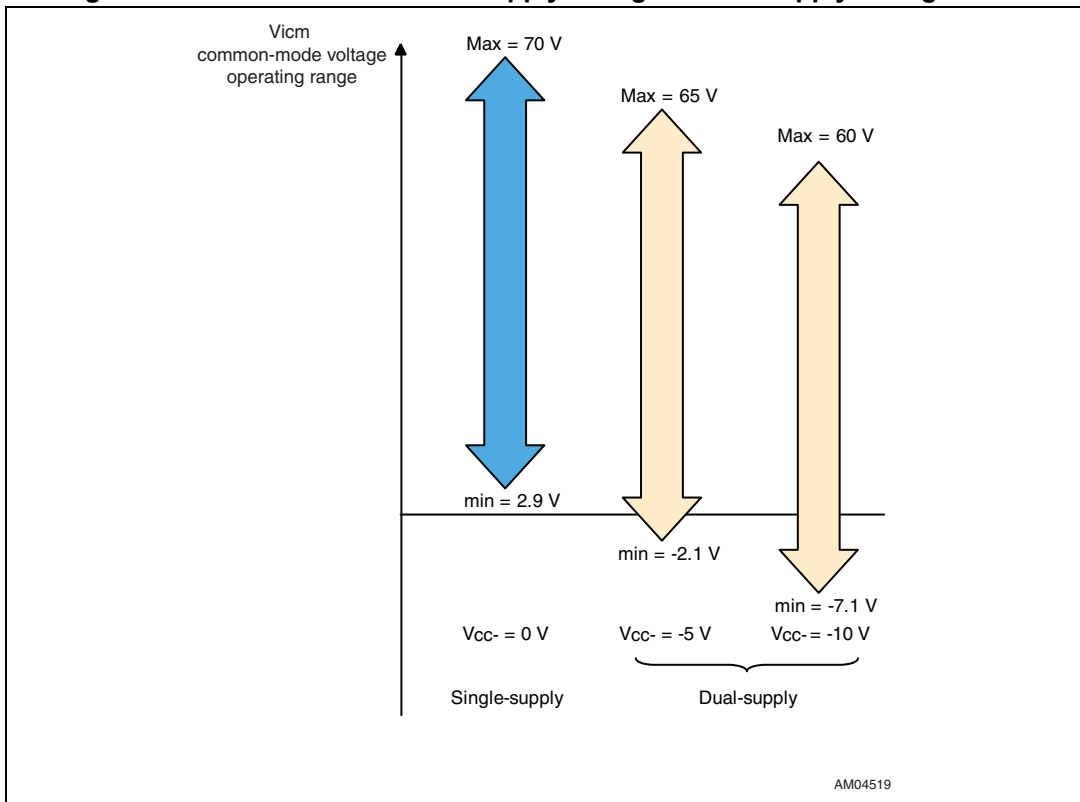 Vicm
common-mode voltage
operating range
Max = 70 V
Max = 65 V
Max = 60 V
min = 2.9 V
min = -2.1 V
min = -7.1 V
Vcc- = 0 V
Vcc- = -5 V
Vcc- = -10 V
Single-supply
Dual-supply
AM04519